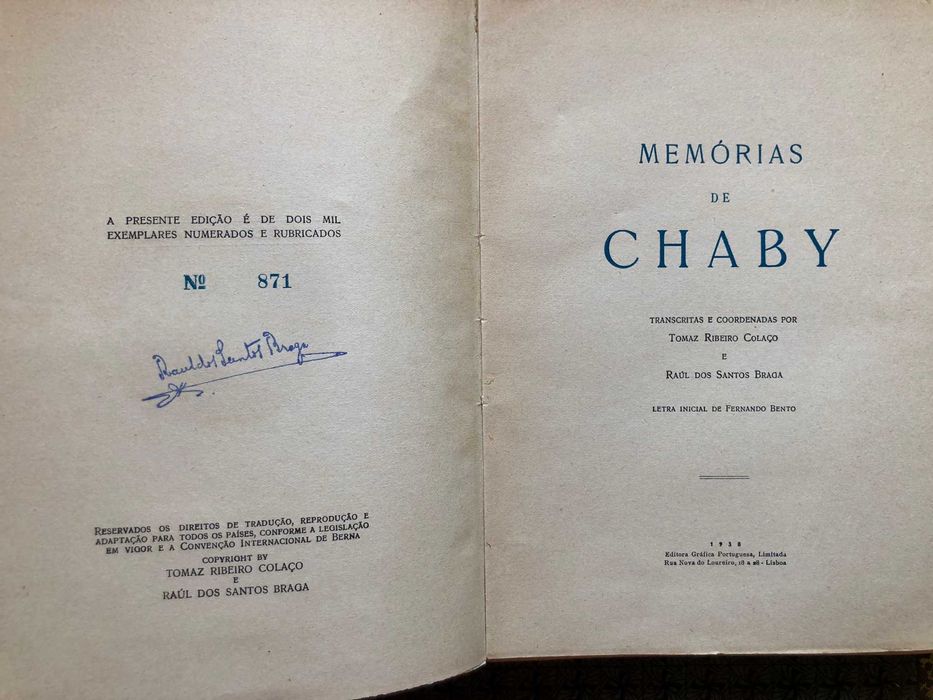 A PRESENTE EDIÇÃO É DE DOIS MIL
EXEMPLARES NUMERADOS E RUBRICADOS
Nº 871
Raul dos Santos Braga
RESERVADOS OS DIREITOS DE TRADUÇÃO, REPRODUÇÃO E
ADAPTAÇÃO PARA TODOS OS PAÍSES, CONFORME A LEGISLAÇÃO
EM VIGOR E A CONVENÇÃO INTERNACIONAL DE BERNA
COPYRIGHT BY
TOMAZ RIBEIRO COLAÇO
E
RAÚL DOS SANTOS BRAGA
MEMÓRIAS
DE
CHABY
TRANSCRITAS E COORDENADAS POR
TOMAZ RIBEIRO COLAÇO
E
RAÚL DOS SANTOS BRAGA
LETRA INICIAL DE FERNANDO BENTO
1938
Editora Gráfica Portuguesa, Limitada
Rua Nova do Loureiro, 18 a 28 - Lisboa